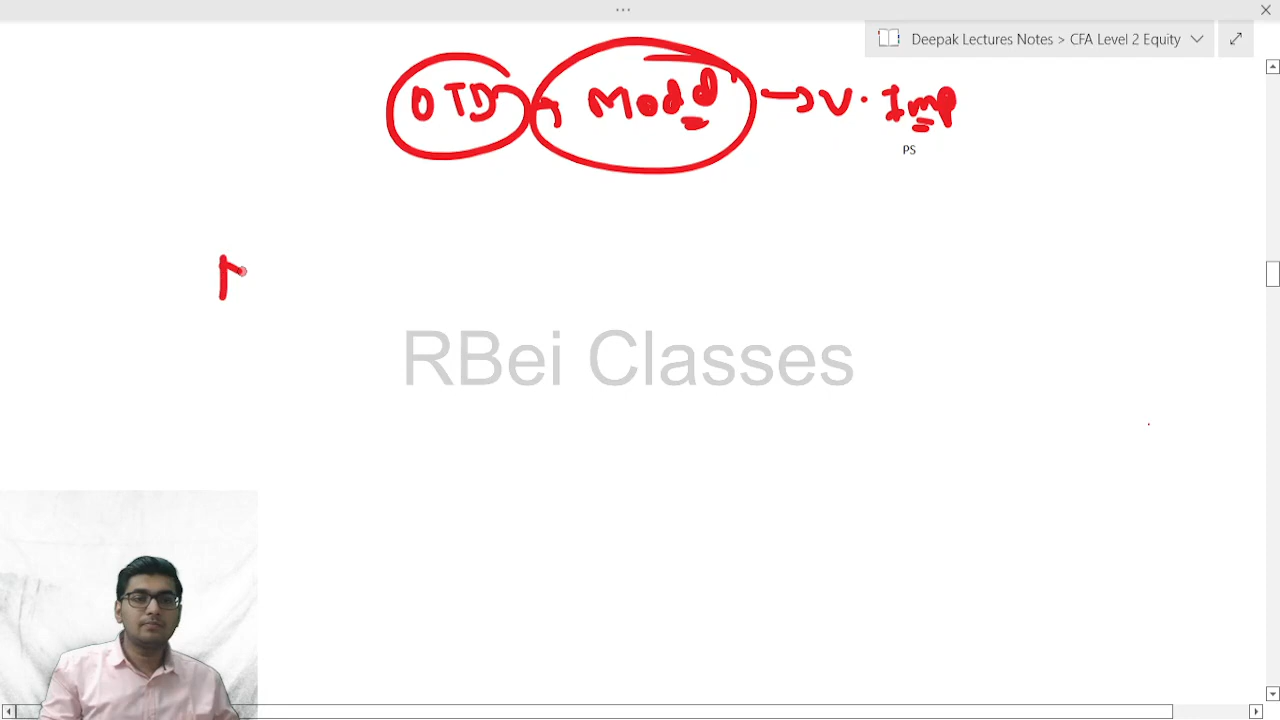 Deepak Lectures Notes > CFA Level 2 Equity
OTD Model → V. Imp
PS
RBei Classes